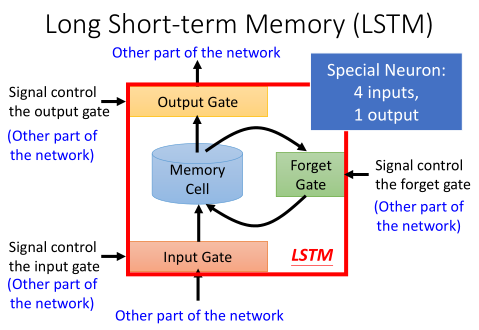 Long Short-term Memory (LSTM)
Other part of the network
Special Neuron:
4 inputs,
1 output
Signal control
the output gate
(Other part of
the network)
Output Gate
Memory
Cell
Forget
Gate
Signal control
the forget gate
(Other part of
the network)
Signal control
the input gate
(Other part of
the network)
Input Gate
LSTM
Other part of the network